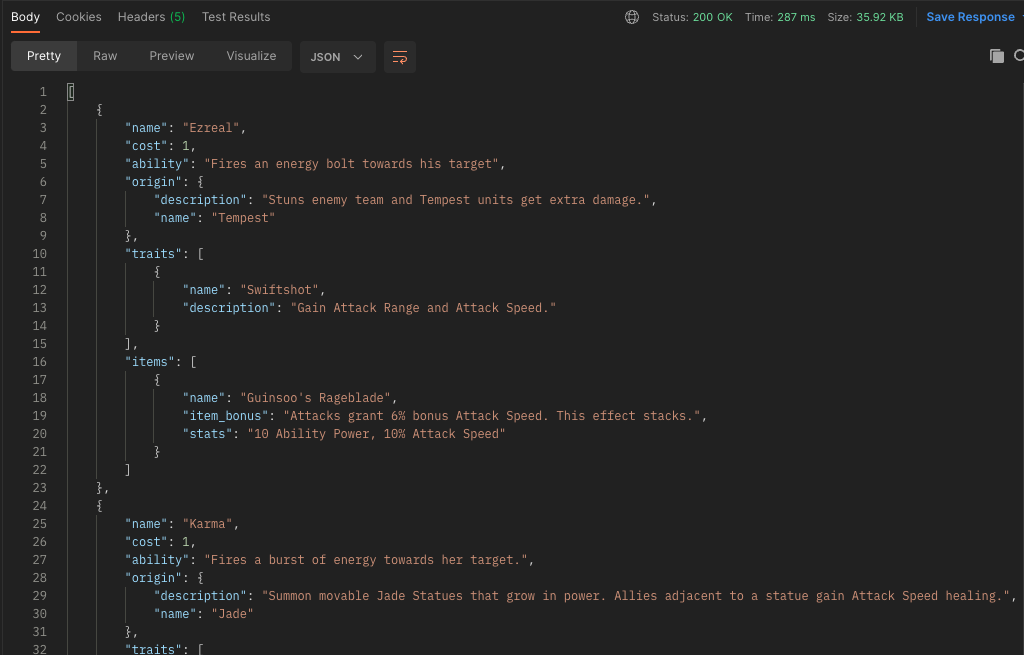 Body Cookies Headers (5) Test Results Status: 200 OK Time: 287 ms Size: 35.92 KB Save Response
Pretty Raw Preview Visualize JSON
1 [
2 {
3 "name": "Ezreal",
4 "cost": 1,
5 "ability": "Fires an energy bolt towards his target",
6 "origin": {
7 "description": "Stuns enemy team and Tempest units get extra damage.",
8 "name": "Tempest"
9 },
10 "traits": [
11 {
12 "name": "Swiftshot",
13 "description": "Gain Attack Range and Attack Speed."
14 }
15 ],
16 "items": [
17 {
18 "name": "Guinsoo's Rageblade",
19 "item_bonus": "Attacks grant 6% bonus Attack Speed. This effect stacks.",
20 "stats": "10 Ability Power, 10% Attack Speed"
21 }
22 ]
23 },
24 {
25 "name": "Karma",
26 "cost": 1,
27 "ability": "Fires a burst of energy towards her target.",
28 "origin": {
29 "description": "Summon movable Jade Statues that grow in power. Allies adjacent to a statue gain Attack Speed healing.",
30 "name": "Jade"
31 },
32 "traits": [